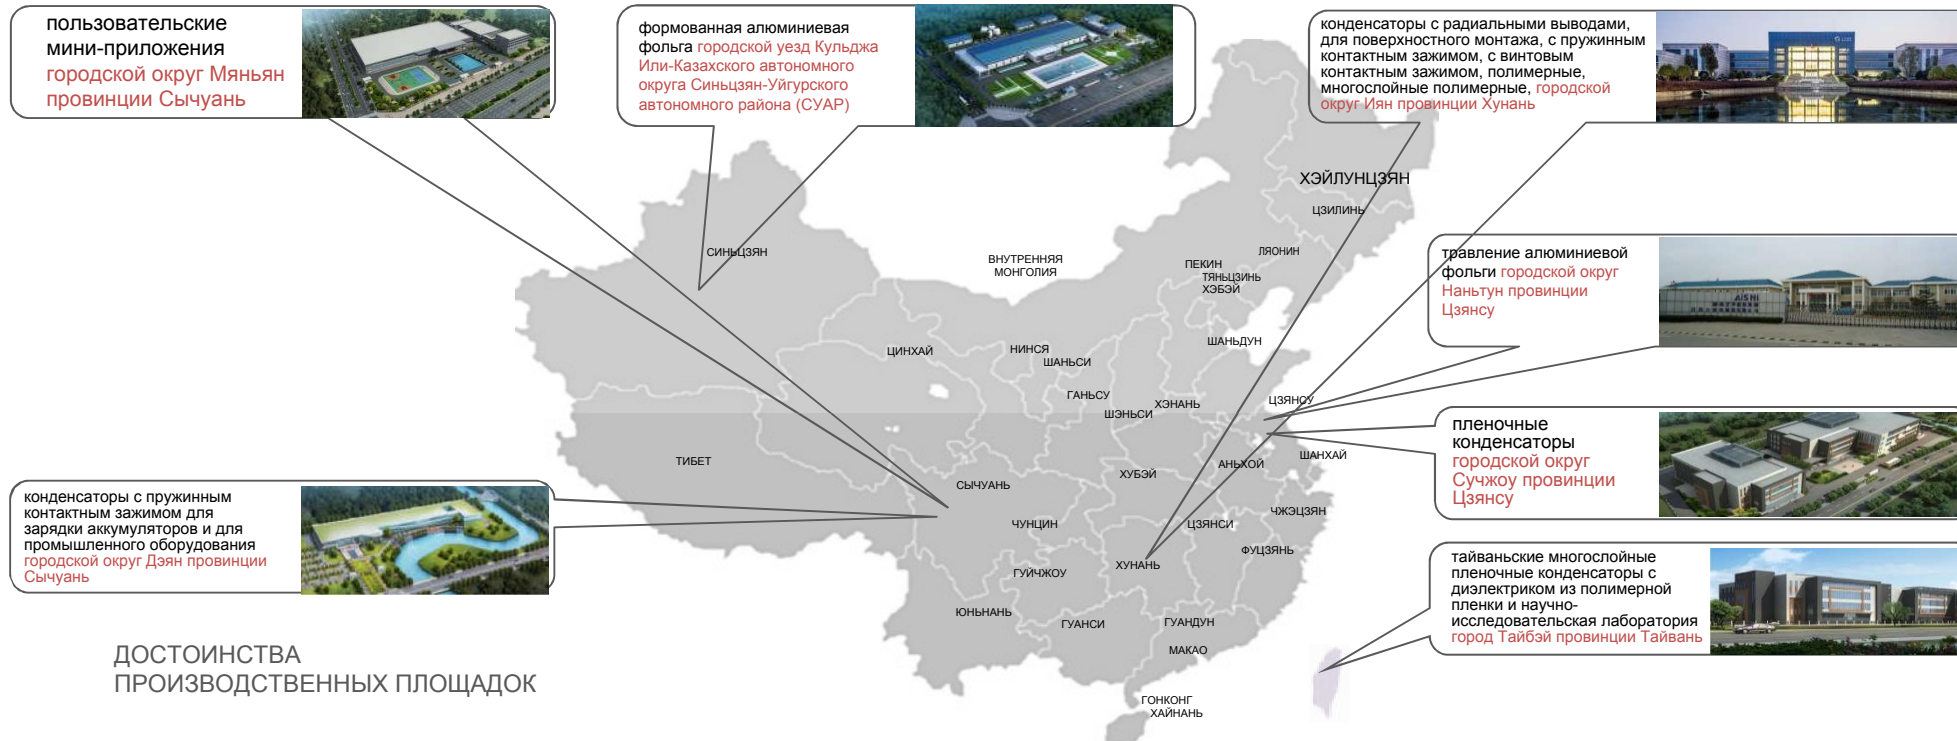 пользовательские
мини-приложения
городской округ Мяньян
провинции Сычуань
формованная алюминиевая
фольга городской уезд Кульджа
Или-Казахского автономного
округа Синьцзян-Уйгурского
автономного района (СУАР)
конденсаторы с радиальными выводами,
для поверхностного монтажа, с пружинным
контактным зажимом, с винтовым
контактным зажимом, полимерные,
многослойные полимерные, городской
округ Иян провинции Хунань
ХЭЙЛУНЦЗЯН
ЦЗИЛИНЬ
ЛЯОНИН
СИНЬЦЗЯН
ВНУТРЕННЯЯ
МОНГОЛИЯ
ПЕКИН
ТЯНЬЦЗИНЬ
ХЭБЭЙ
травление алюминиевой
фольги городской округ
Наньтун провинции
Цзянсу
AISHI
ЦИНХАЙ
НИНСЯ
ШАНЬСИ
ШАНЬДУН
ГАНЬСУ
ШЭНЬСИ
ХЭНАНЬ
ЦЗЯНСУ
пленочные
конденсаторы
городской округ
Сучжоу провинции
Цзянсу
ТИБЕТ
СЫЧУАНЬ
ХУБЭЙ
АНЬХОЙ
ШАНХАЙ
конденсаторы с пружинным
контактным зажимом для
зарядки аккумуляторов и для
промышленного оборудования
городской округ Дэян провинции
Сычуань
ЧУНЦИН
ЦЗЯНСИ
ЧЖЭЦЗЯН
ФУЦЗЯНЬ
ГУЙЧЖОУ
ХУНАНЬ
ЮНЬНАНЬ
ГУАНСИ
ГУАНДУН
МАКАО
ГОНКОНГ
ХАЙНАНЬ
тайваньские многослойные
пленочные конденсаторы с
диэлектриком из полимерной
пленки и научно-
исследовательская лаборатория
город Тайбэй провинции Тайвань
ДОСТОИНСТВА
ПРОИЗВОДСТВЕННЫХ ПЛОЩАДОК